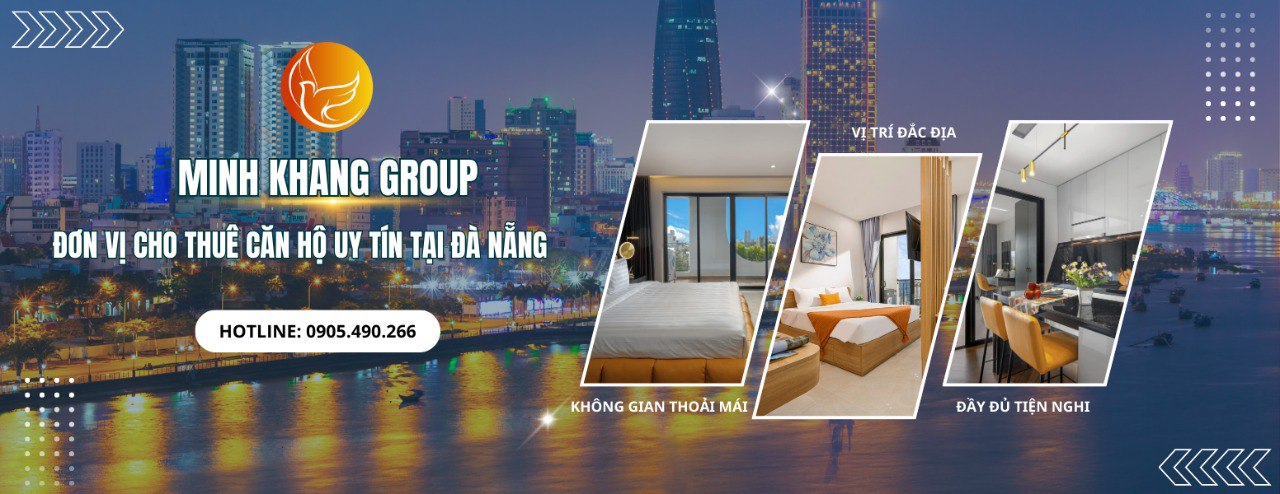 MINH KHANG GROUP
ĐƠN VỊ CHO THUÊ CĂN HỘ UY TÍN TẠI ĐÀ NẴNG
HOTLINE: 0905.490.266
VỊ TRÍ ĐẮC ĐỊA
KHÔNG GIAN THOẢI MÁI
ĐẦY ĐỦ TIỆN NGHI